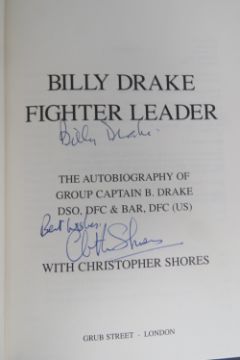 BILLY DRAKE
FIGHTER LEADER
Billy Drake.
THE AUTOBIOGRAPHY OF
GROUP CAPTAIN B. DRAKE
DSO, DFC & BAR, DFC (US)
Best wishes
WITH CHRISTOPHER SHORES
GRUB STREET - LONDON